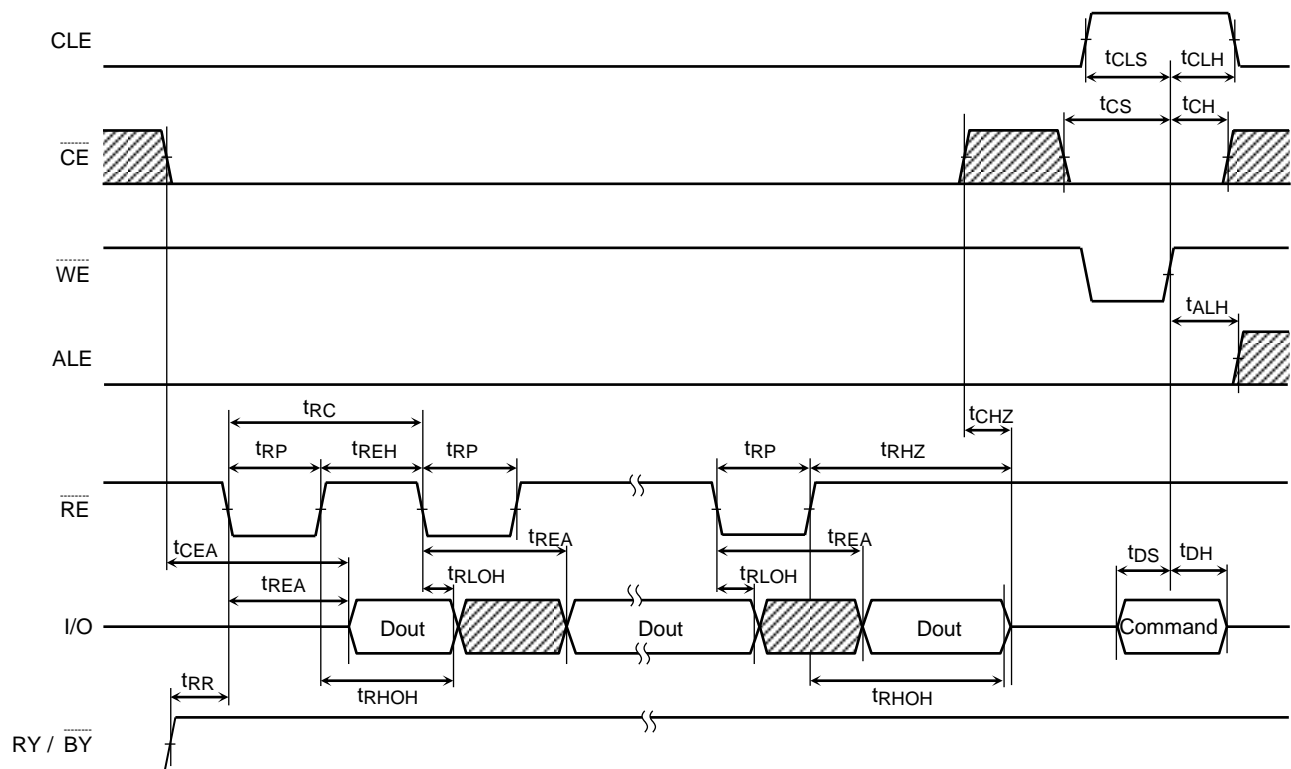 CLE
tCLS tCLH
tCS tCH
CE
WE
tALH
ALE
tRC
tCHZ
tRP tREH tRP tRP tRHZ
RE
tCEA tREA tREA
tDS tDH
tREA tRLOH tRLOH
I/O Dout Dout Dout Command
tRR tRHOH tRHOH
RY / BY